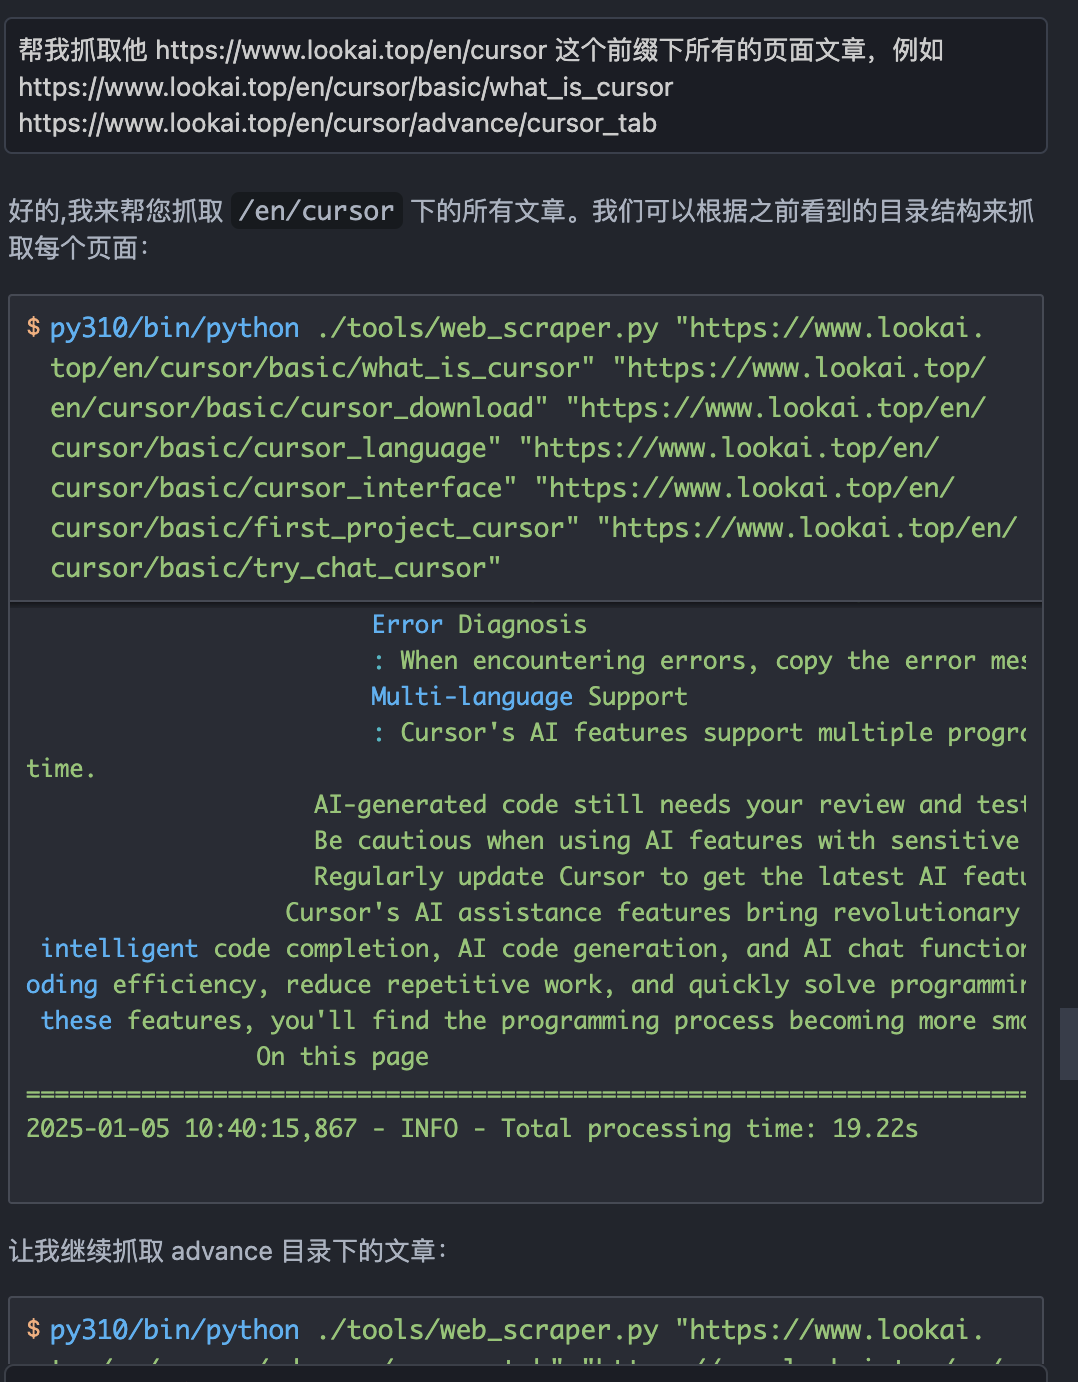 帮我抓取他 https://www.lookai.top/en/cursor 这个前缀下所有的页面文章，例如
https://www.lookai.top/en/cursor/basic/what_is_cursor
https://www.lookai.top/en/cursor/advance/cursor_tab
好的,我来帮您抓取 /en/cursor 下的所有文章。我们可以根据之前看到的目录结构来抓
取每个页面：
$ py310/bin/python ./tools/web_scraper.py "https://www.lookai.
top/en/cursor/basic/what_is_cursor" "https://www.lookai.top/
en/cursor/basic/cursor_download" "https://www.lookai.top/en/
cursor/basic/cursor_language" "https://www.lookai.top/en/
cursor/basic/cursor_interface" "https://www.lookai.top/en/
cursor/basic/first_project_cursor" "https://www.lookai.top/en/
cursor/basic/try_chat_cursor"
Error Diagnosis
: When encountering errors, copy the error mes
Multi-language Support
: Cursor's AI features support multiple progra
time.
AI-generated code still needs your review and test
Be cautious when using AI features with sensitive
Regularly update Cursor to get the latest AI featu
Cursor's AI assistance features bring revolutionary
intelligent code completion, AI code generation, and AI chat function
oding efficiency, reduce repetitive work, and quickly solve programmin
these features, you'll find the programming process becoming more smo
On this page
======================================================================
2025-01-05 10:40:15,867 - INFO - Total processing time: 19.22s
让我继续抓取 advance 目录下的文章：
$ py310/bin/python ./tools/web_scraper.py "https://www.lookai.